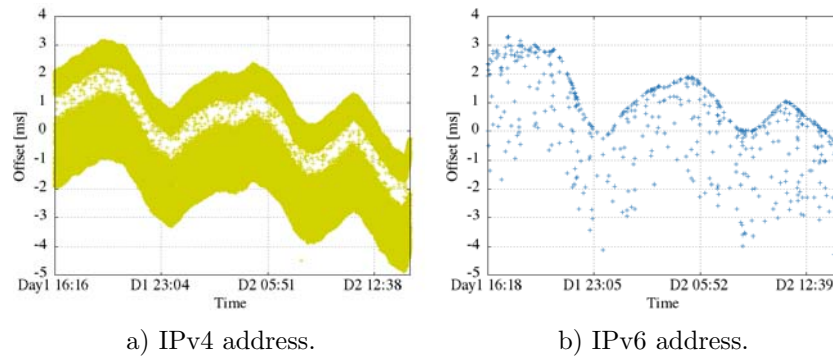 Offset [ms]
4
3
2
1
0
-1
-2
-3
-4
-5
Day1 16:16 D1 23:04 D2 05:51 D2 12:38
Time
a) IPv4 address.
Offset [ms]
4
3
2
1
0
-1
-2
-3
-4
-5
Day1 16:18 D1 23:05 D2 05:52 D2 12:39
Time
b) IPv6 address.